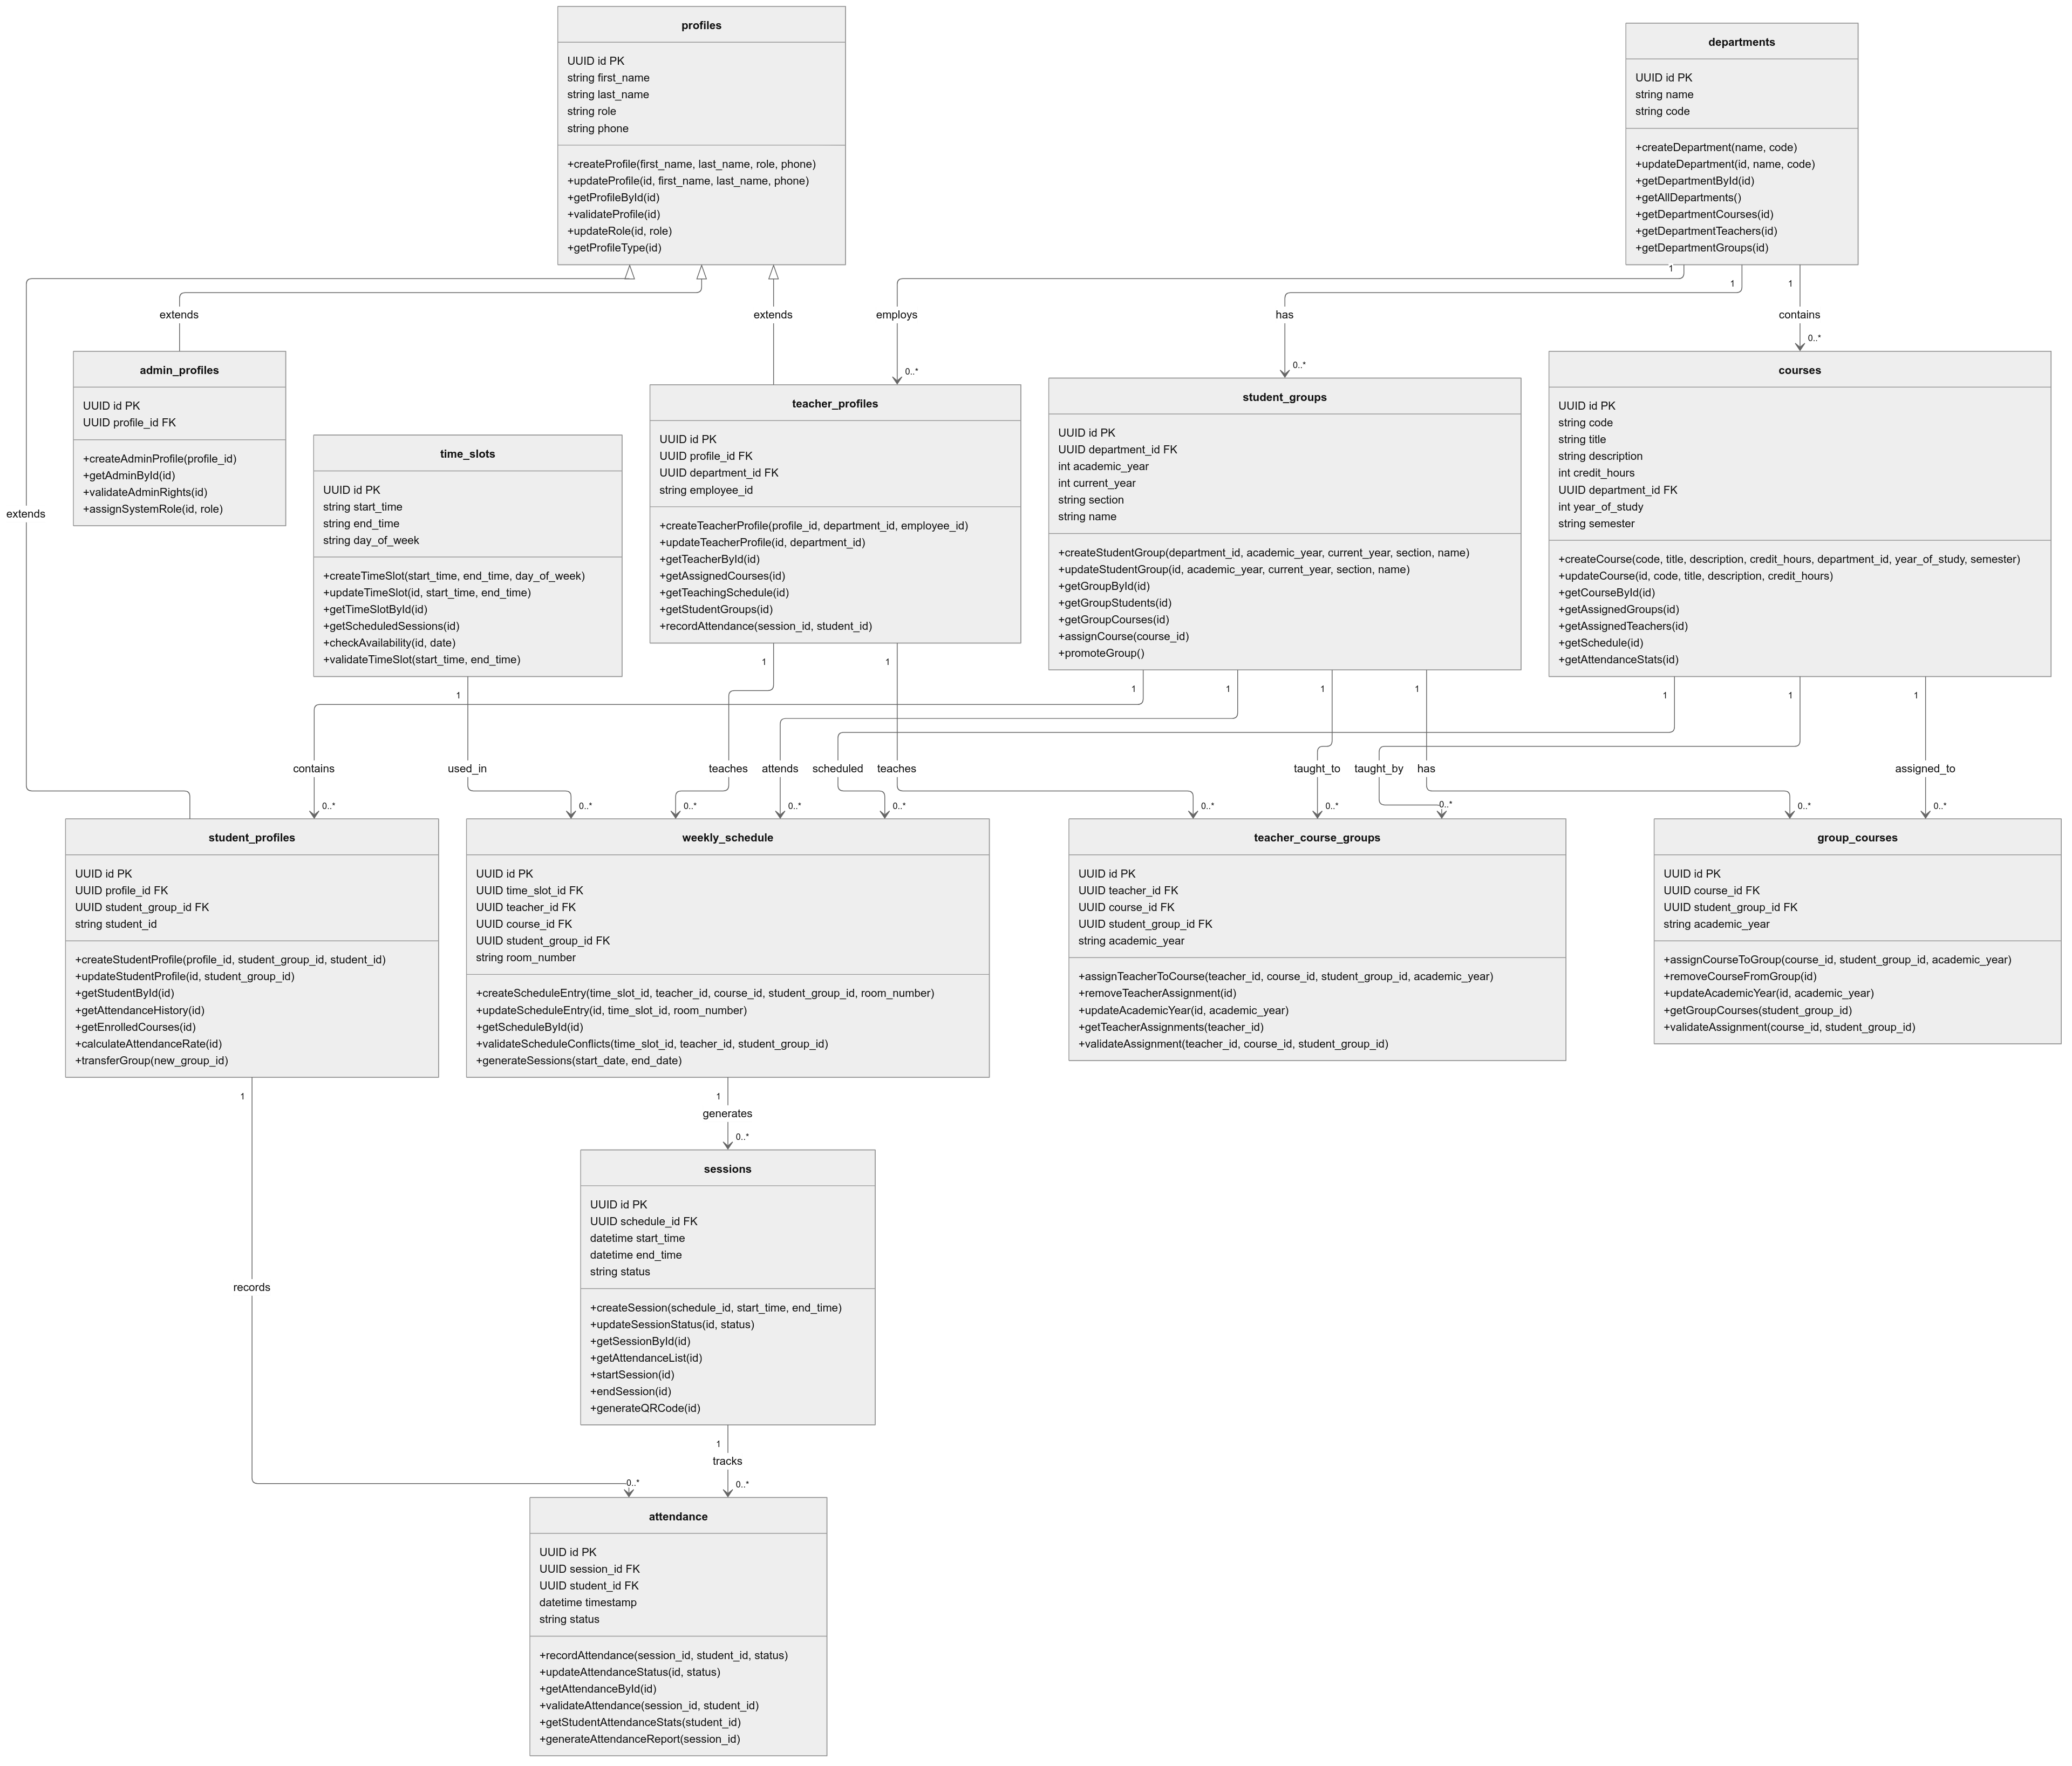 profiles
UUID id PK
string first_name
string last_name
string role
string phone
+createProfile(first_name, last_name, role, phone)
+updateProfile(id, first_name, last_name, phone)
+getProfileById(id)
+validateProfile(id)
+updateRole(id, role)
+getProfileType(id)
departments
UUID id PK
string name
string code
+createDepartment(name, code)
+updateDepartment(id, name, code)
+getDepartmentById(id)
+getAllDepartments()
+getDepartmentCourses(id)
+getDepartmentTeachers(id)
+getDepartmentGroups(id)
1
1
1
extends
extends
employs
has
contains
0..*
0..*
0..*
admin_profiles
UUID id PK
UUID profile_id FK
+createAdminProfile(profile_id)
+getAdminById(id)
+validateAdminRights(id)
+assignSystemRole(id, role)
extends
time_slots
UUID id PK
string start_time
string end_time
string day_of_week
+createTimeSlot(start_time, end_time, day_of_week)
+updateTimeSlot(id, start_time, end_time)
+getTimeSlotById(id)
+getScheduledSessions(id)
+checkAvailability(id, date)
+validateTimeSlot(start_time, end_time)
teacher_profiles
UUID id PK
UUID profile_id FK
UUID department_id FK
string employee_id
+createTeacherProfile(profile_id, department_id, employee_id)
+updateTeacherProfile(id, department_id)
+getTeacherById(id)
+getAssignedCourses(id)
+getTeachingSchedule(id)
+getStudentGroups(id)
+recordAttendance(session_id, student_id)
student_groups
UUID id PK
UUID department_id FK
int academic_year
int current_year
string section
string name
+createStudentGroup(department_id, academic_year, current_year, section, name)
+updateStudentGroup(id, academic_year, current_year, section, name)
+getGroupById(id)
+getGroupStudents(id)
+getGroupCourses(id)
+assignCourse(course_id)
+promoteGroup()
courses
UUID id PK
string code
string title
string description
int credit_hours
UUID department_id FK
int year_of_study
string semester
+createCourse(code, title, description, credit_hours, department_id, year_of_study, semester)
+updateCourse(id, code, title, description, credit_hours)
+getCourseById(id)
+getAssignedGroups(id)
+getAssignedTeachers(id)
+getSchedule(id)
+getAttendanceStats(id)
1
1
1
1
1
1
1
1
1
1
contains
used_in
teaches
attends
scheduled
teaches
taught_to
taught_by
has
assigned_to
0..*
0..*
0..*
0..*
0..*
0..*
0..*
0..*
0..*
0..*
student_profiles
UUID id PK
UUID profile_id FK
UUID student_group_id FK
string student_id
+createStudentProfile(profile_id, student_group_id, student_id)
+updateStudentProfile(id, student_group_id)
+getStudentById(id)
+getAttendanceHistory(id)
+getEnrolledCourses(id)
+calculateAttendanceRate(id)
+transferGroup(new_group_id)
weekly_schedule
UUID id PK
UUID time_slot_id FK
UUID teacher_id FK
UUID course_id FK
UUID student_group_id FK
string room_number
+createScheduleEntry(time_slot_id, teacher_id, course_id, student_group_id, room_number)
+updateScheduleEntry(id, time_slot_id, room_number)
+getScheduleById(id)
+validateScheduleConflicts(time_slot_id, teacher_id, student_group_id)
+generateSessions(start_date, end_date)
teacher_course_groups
UUID id PK
UUID teacher_id FK
UUID course_id FK
UUID student_group_id FK
string academic_year
+assignTeacherToCourse(teacher_id, course_id, student_group_id, academic_year)
+removeTeacherAssignment(id)
+updateAcademicYear(id, academic_year)
+getTeacherAssignments(teacher_id)
+validateAssignment(teacher_id, course_id, student_group_id)
group_courses
UUID id PK
UUID course_id FK
UUID student_group_id FK
string academic_year
+assignCourseToGroup(course_id, student_group_id, academic_year)
+removeCourseFromGroup(id)
+updateAcademicYear(id, academic_year)
+getGroupCourses(student_group_id)
+validateAssignment(course_id, student_group_id)
1
1
generates
0..*
sessions
UUID id PK
UUID schedule_id FK
datetime start_time
datetime end_time
string status
+createSession(schedule_id, start_time, end_time)
+updateSessionStatus(id, status)
+getSessionById(id)
+getAttendanceList(id)
+startSession(id)
+endSession(id)
+generateQRCode(id)
records
1
tracks
0..*
0..*
attendance
UUID id PK
UUID session_id FK
UUID student_id FK
datetime timestamp
string status
+recordAttendance(session_id, student_id, status)
+updateAttendanceStatus(id, status)
+getAttendanceById(id)
+validateAttendance(session_id, student_id)
+getStudentAttendanceStats(student_id)
+generateAttendanceReport(session_id)